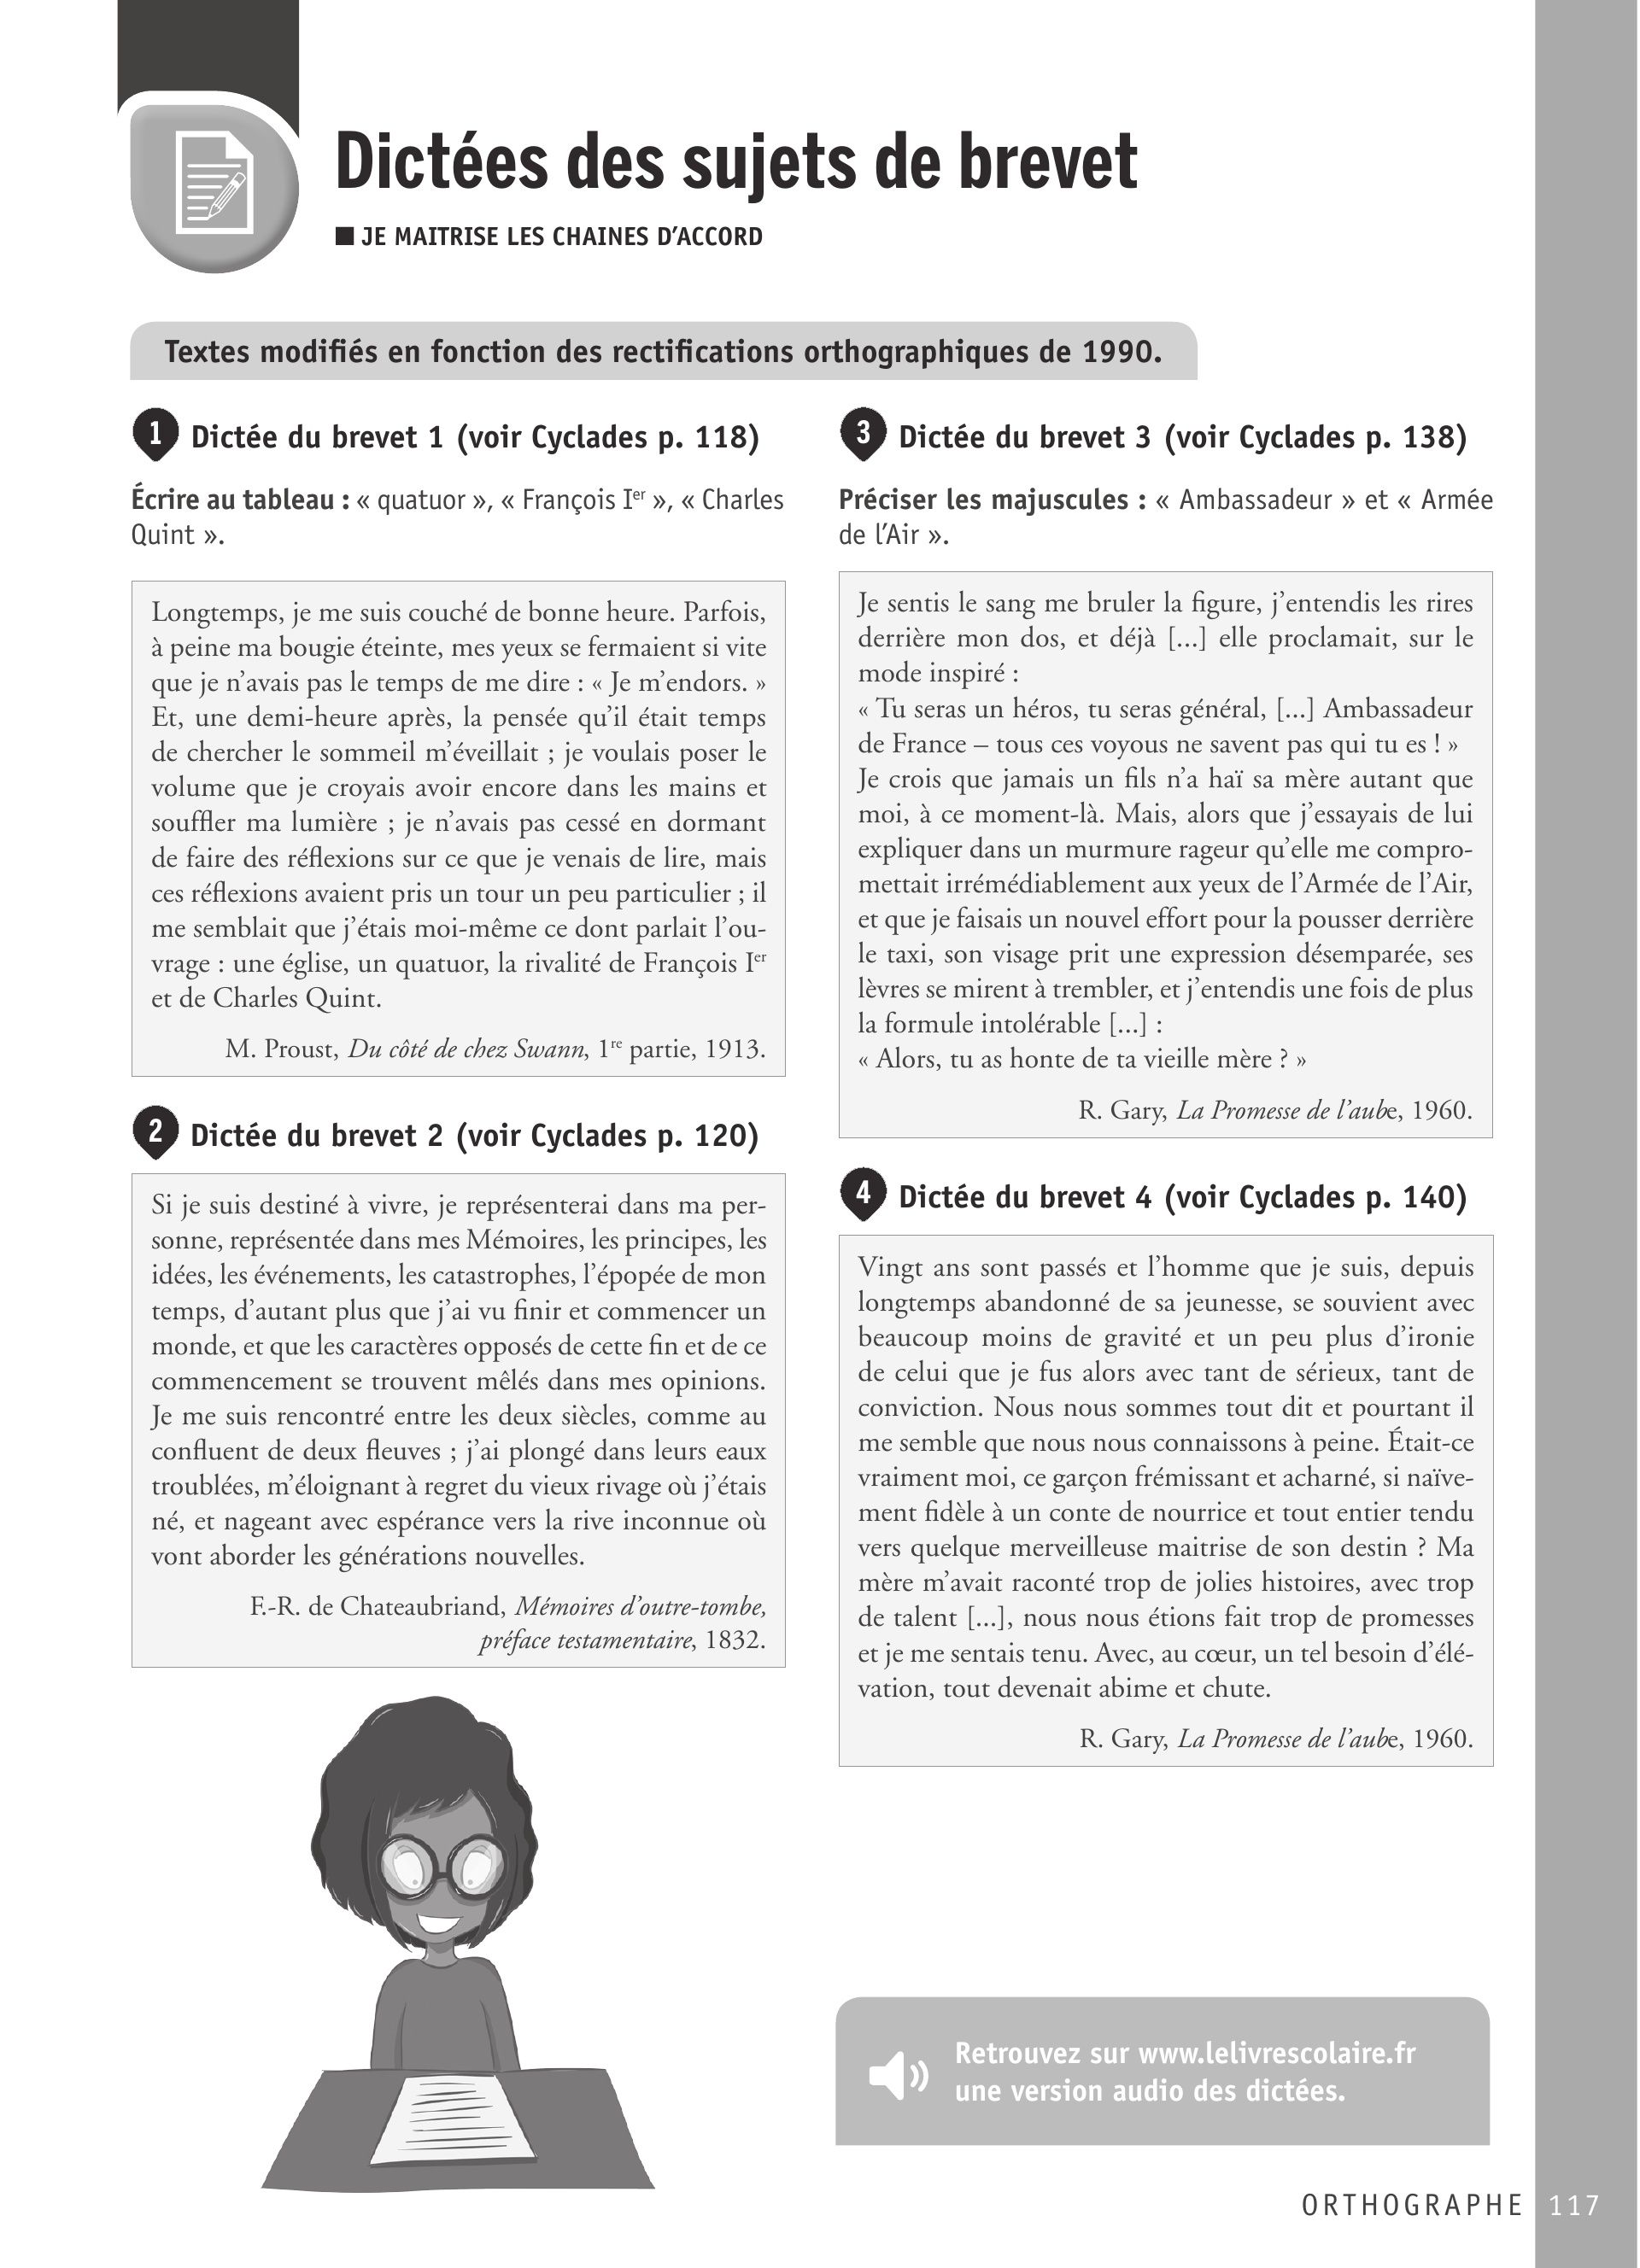 Dictées des sujets de brevet
■ JE MAITRISE LES CHAINES D'ACCORD
Textes modifiés en fonction des rectifications orthographiques de 1990.
1 Dictée du brevet 1 (voir Cyclades p. 118)
Écrire au tableau : « quatuor », « François Ier », « Charles
Quint ».
Longtemps, je me suis couché de bonne heure. Parfois,
à peine ma bougie éteinte, mes yeux se fermaient si vite
que je n'avais pas le temps de me dire : « Je m'endors. »
Et, une demi-heure après, la pensée qu'il était temps
de chercher le sommeil m'éveillait ; je voulais poser le
volume que je croyais avoir encore dans les mains et
souffler ma lumière ; je n'avais pas cessé en dormant
de faire des réflexions sur ce que je venais de lire, mais
ces réflexions avaient pris un tour un peu particulier ; il
me semblait que j'étais moi-même ce dont parlait l'ou-
vrage : une église, un quatuor, la rivalité de François Ier
et de Charles Quint.
M. Proust, Du côté de chez Swann, 1re partie, 1913.
2 Dictée du brevet 2 (voir Cyclades p. 120)
Si je suis destiné à vivre, je représenterai dans ma per-
sonne, représentée dans mes Mémoires, les principes, les
idées, les événements, les catastrophes, l'épopée de mon
temps, d'autant plus que j'ai vu finir et commencer un
monde, et que les caractères opposés de cette fin et de ce
commencement se trouvent mêlés dans mes opinions.
Je me suis rencontré entre les deux siècles, comme au
confluent de deux fleuves ; j'ai plongé dans leurs eaux
troublées, m'éloignant à regret du vieux rivage où j'étais
né, et nageant avec espérance vers la rive inconnue où
vont aborder les générations nouvelles.
F.-R. de Chateaubriand, Mémoires d'outre-tombe,
préface testamentaire, 1832.
3 Dictée du brevet 3 (voir Cyclades p. 138)
Préciser les majuscules : « Ambassadeur » et « Armée
de l'Air ».
Je sentis le sang me bruler la figure, j'entendis les rires
derrière mon dos, et déjà [...] elle proclamait, sur le
mode inspiré :
« Tu seras un héros, tu seras général, [...] Ambassadeur
de France – tous ces voyous ne savent pas qui tu es ! »
Je crois que jamais un fils n'a haï sa mère autant que
moi, à ce moment-là. Mais, alors que j'essayais de lui
expliquer dans un murmure rageur qu'elle me compro-
mettait irrémédiablement aux yeux de l'Armée de l'Air,
et que je faisais un nouvel effort pour la pousser derrière
le taxi, son visage prit une expression désemparée, ses
lèvres se mirent à trembler, et j'entendis une fois de plus
la formule intolérable [...] :
« Alors, tu as honte de ta vieille mère ? »
R. Gary, La Promesse de l'aube, 1960.
4 Dictée du brevet 4 (voir Cyclades p. 140)
Vingt ans sont passés et l'homme que je suis, depuis
longtemps abandonné de sa jeunesse, se souvient avec
beaucoup moins de gravité et un peu plus d'ironie
de celui que je fus alors avec tant de sérieux, tant de
conviction. Nous nous sommes tout dit et pourtant il
me semble que nous nous connaissons à peine. Était-ce
vraiment moi, ce garçon frémissant et acharné, si naïve-
ment fidèle à un conte de nourrice et tout entier tendu
vers quelque merveilleuse maitrise de son destin ? Ma
mère m'avait raconté trop de jolies histoires, avec trop
de talent [...], nous nous étions fait trop de promesses
et je me sentais tenu. Avec, au cœur, un tel besoin d'élé-
vation, tout devenait abime et chute.
R. Gary, La Promesse de l'aube, 1960.
Retrouvez sur www.lelivrescolaire.fr
une version audio des dictées.
ORTHOGRAPHE 117